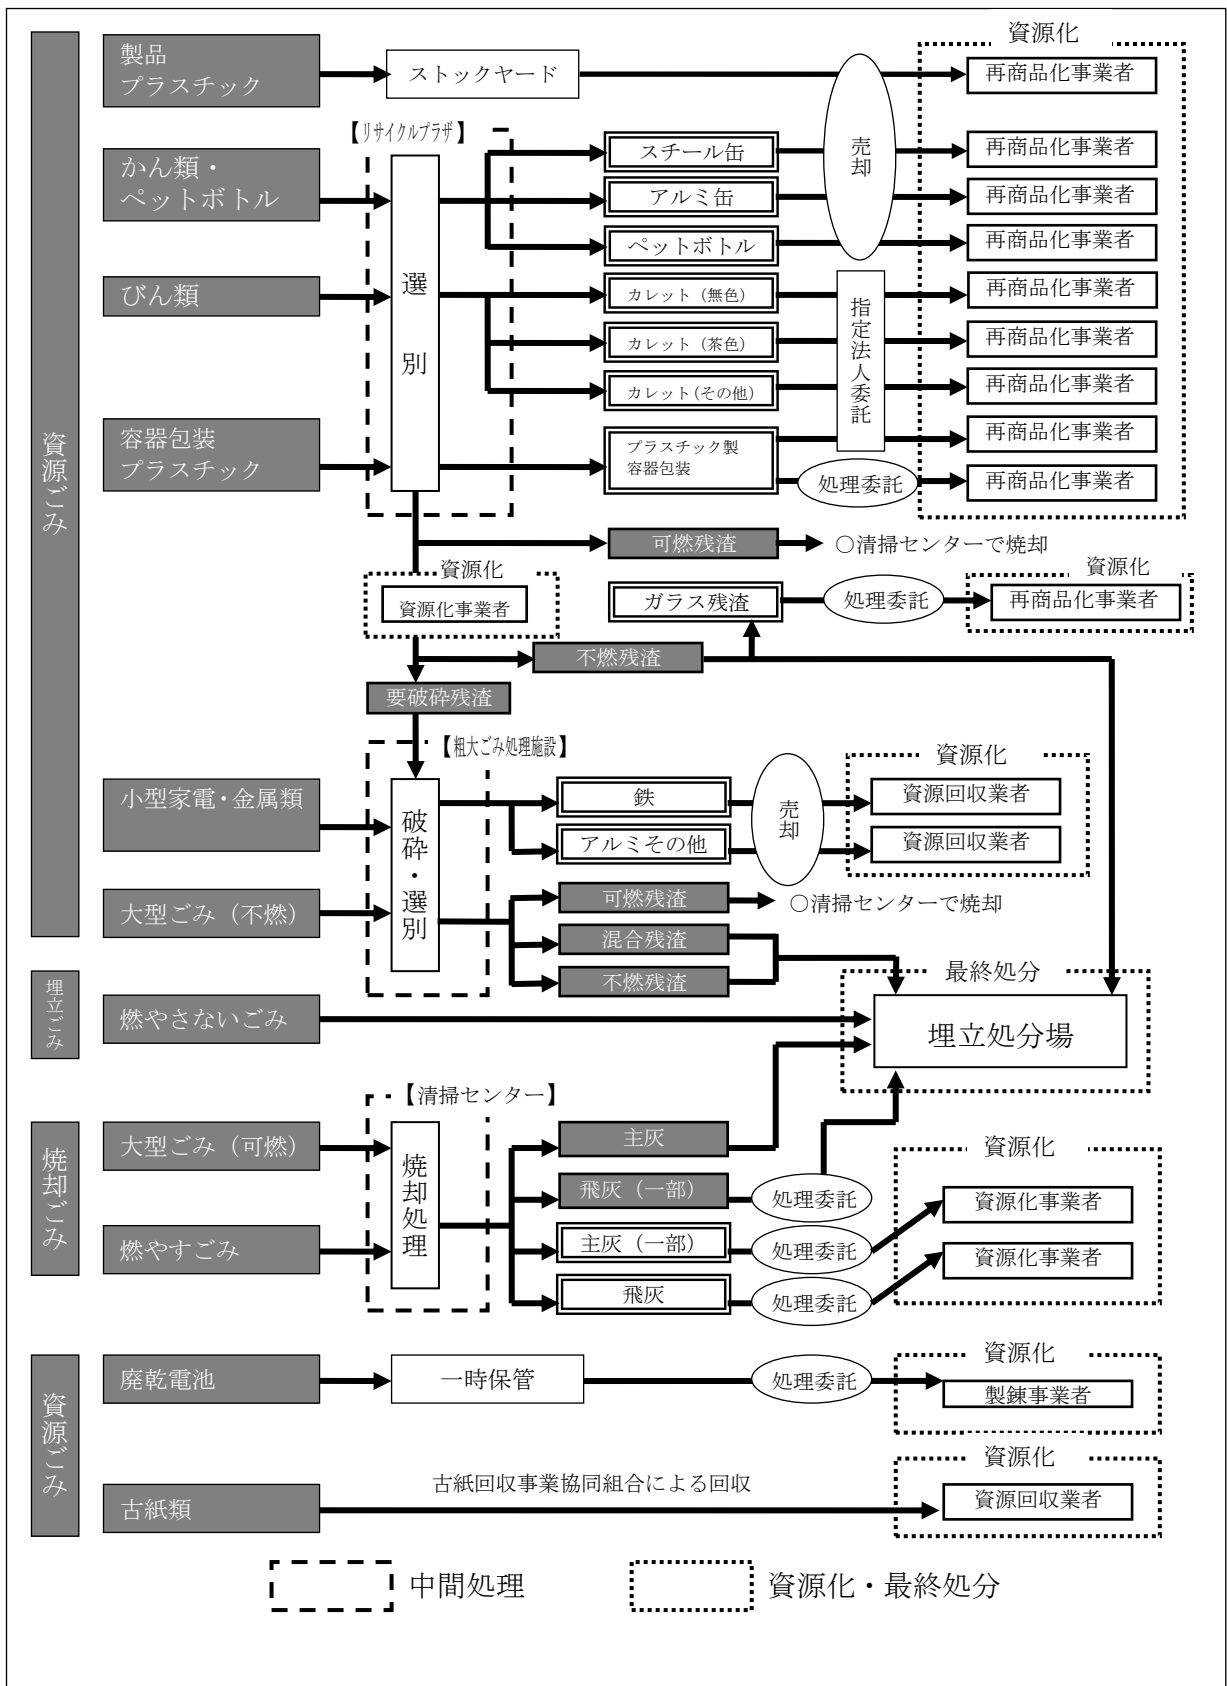 資源化
資源ごみ
製品
プラスチック
ストックヤード
売却
再商品化事業者
【リサイクルプラザ】
かん類・
ペットボトル
選別
スチール缶
再商品化事業者
アルミ缶
再商品化事業者
ペットボトル
再商品化事業者
びん類
カレット（無色）
指定法人委託
再商品化事業者
カレット（茶色）
再商品化事業者
カレット(その他)
再商品化事業者
容器包装
プラスチック
プラスチック製
容器包装
再商品化事業者
処理委託
再商品化事業者
可燃残渣
○清掃センターで焼却
資源化
資源化事業者
ガラス残渣
処理委託
資源化
再商品化事業者
不燃残渣
要破砕残渣
【粗大ごみ処理施設】
小型家電・金属類
破砕・選別
鉄
売却
資源化
資源回収業者
アルミその他
資源回収業者
大型ごみ（不燃）
可燃残渣
○清掃センターで焼却
混合残渣
不燃残渣
最終処分
埋立ごみ
燃やさないごみ
埋立処分場
【清掃センター】
焼却ごみ
大型ごみ（可燃）
焼却処理
主灰
資源化
飛灰（一部）
処理委託
資源化事業者
燃やすごみ
主灰（一部）
処理委託
資源化事業者
飛灰
処理委託
資源ごみ
廃乾電池
一時保管
処理委託
資源化
製錬事業者
古紙類
古紙回収事業協同組合による回収
資源化
資源回収業者
中間処理
資源化・最終処分